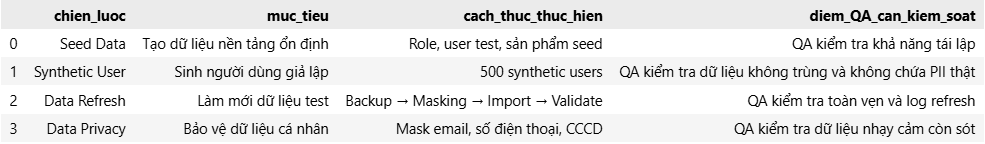 chien_luoc muc_tieu cach_thuc_thuc_hien diem_QA_can_kiem_soat
0 Seed Data Tạo dữ liệu nền tảng ổn định Role, user test, sản phẩm seed QA kiểm tra khả năng tái lập
1 Synthetic User Sinh người dùng giả lập 500 synthetic users QA kiểm tra dữ liệu không trùng và không chứa PII thật
2 Data Refresh Làm mới dữ liệu test Backup → Masking → Import → Validate QA kiểm tra toàn vẹn và log refresh
3 Data Privacy Bảo vệ dữ liệu cá nhân Mask email, số điện thoại, CCCD QA kiểm tra dữ liệu nhạy cảm còn sót